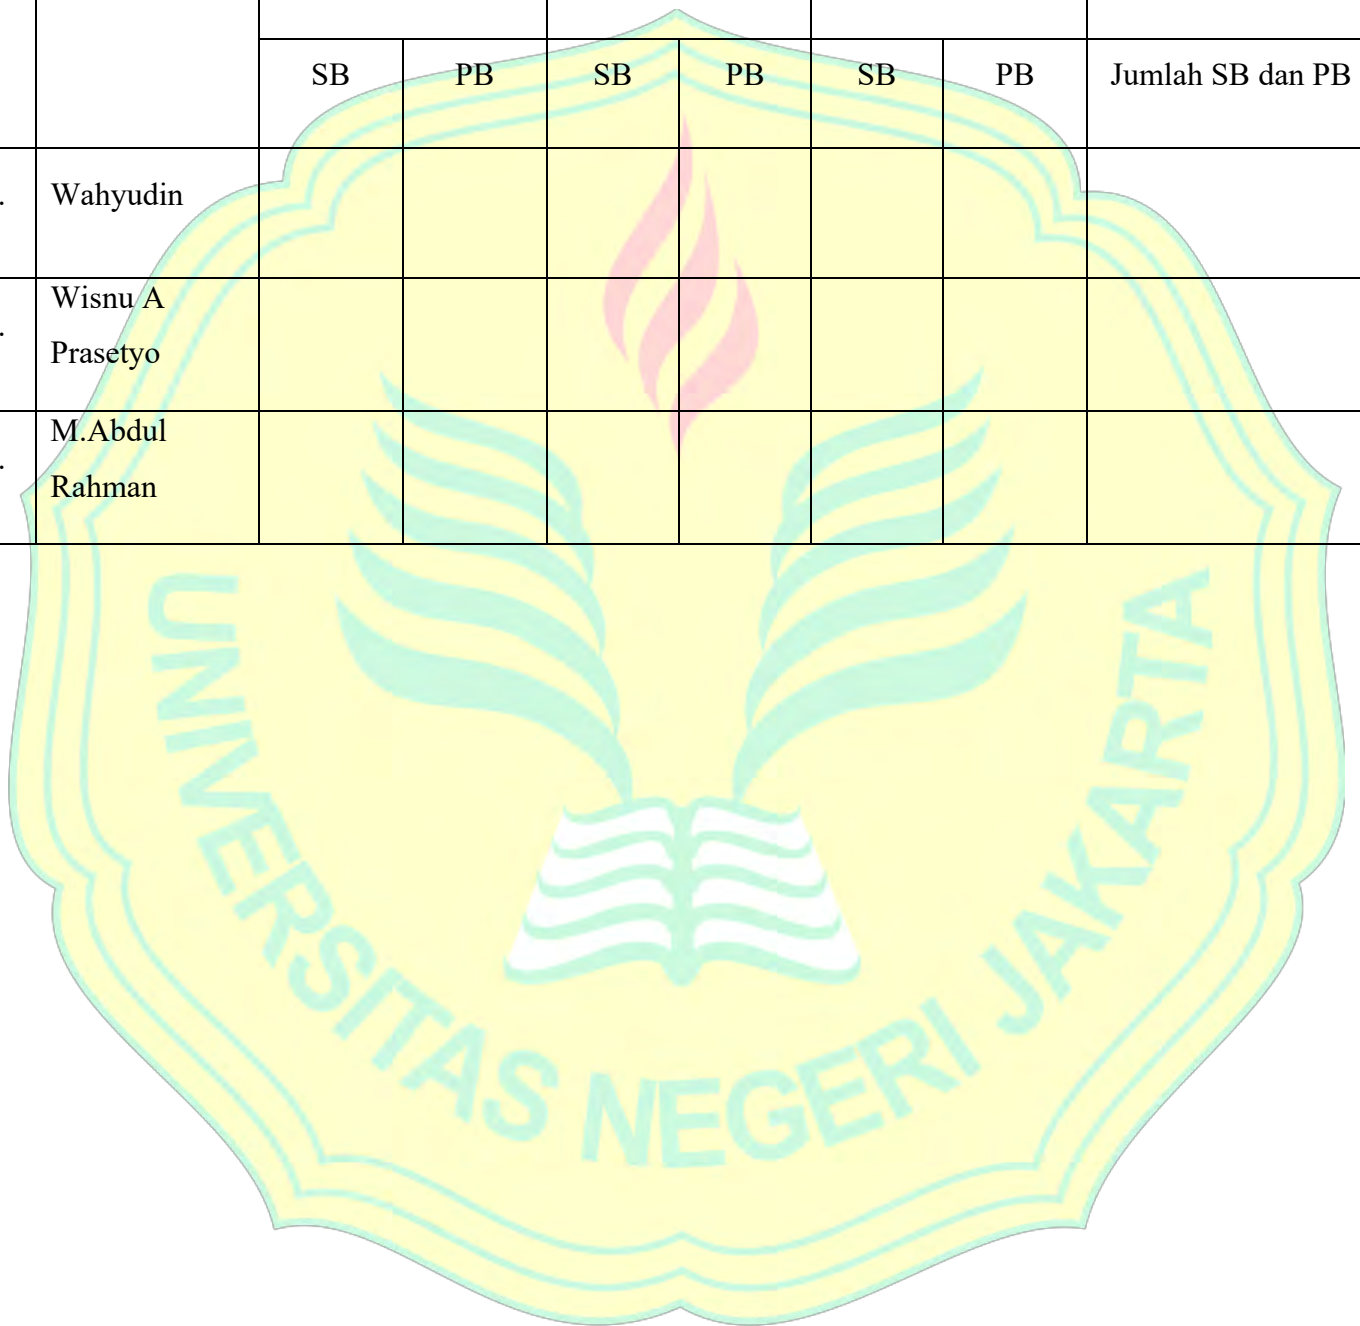 SB PB SB PB SB PB Jumlah SB dan PB
. Wahyudin
Wisnu A
.
Prasetyo
M.Abdul
.
Rahman
UNIVERSITAS NEGERI JAKARTA